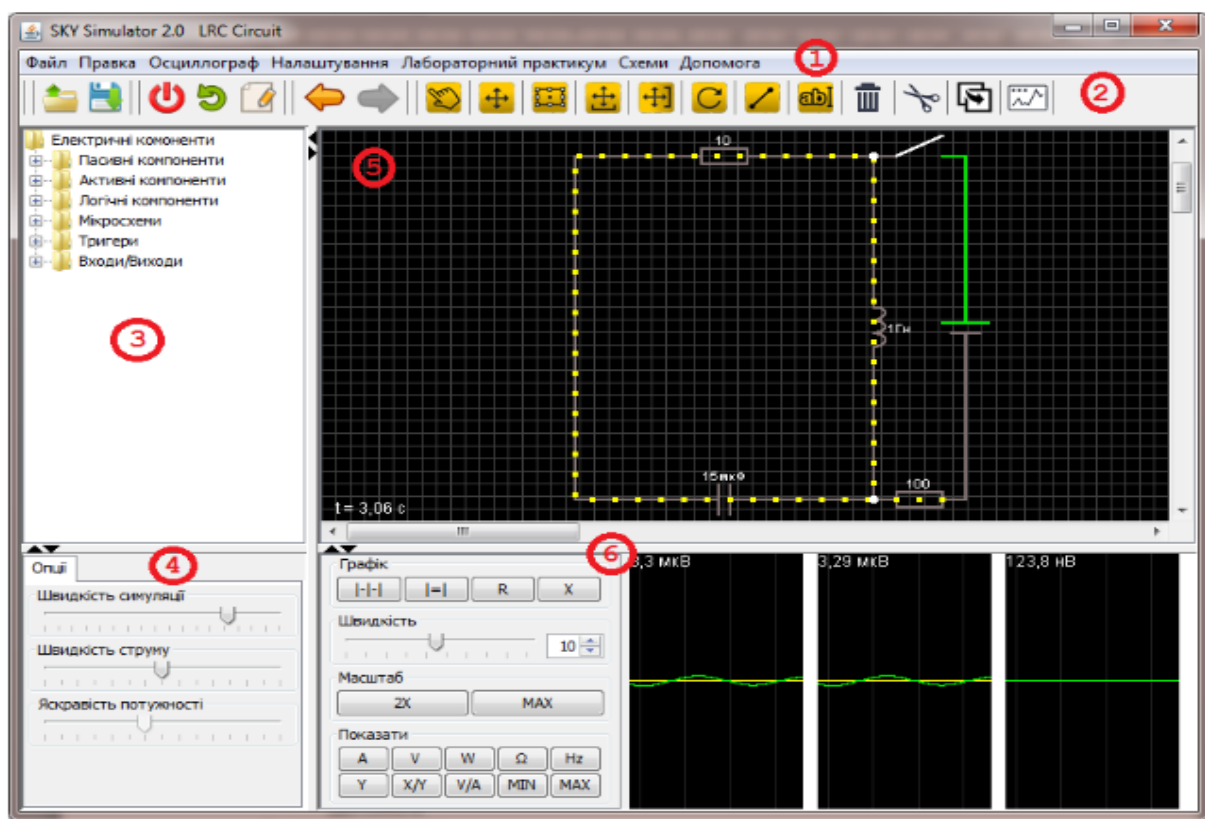 SKY Simulator 2.0 LRC Circuit
Файл Правка Осциллограф Налаштування Лабораторний практикум Схеми Допомога
1
abI
2
Електричні комоненти
Пасивні компоненти
Активні компоненти
Логічні компоненти
Мікросхеми
Тригери
Входи/Виходи
3
5
10
1Гн
15мкФ
100
t = 3,06 с
Опції
4
Швидкість симуляції
Швидкість струму
Яскравість потужності
6
Графік
|-|-| |=| R X
Швидкість
10
Масштаб
2X MAX
Показати
A V W Ω Hz
Y X/Y V/A MIN MAX
3,3 мкВ
3,29 мкВ
123,8 нВ